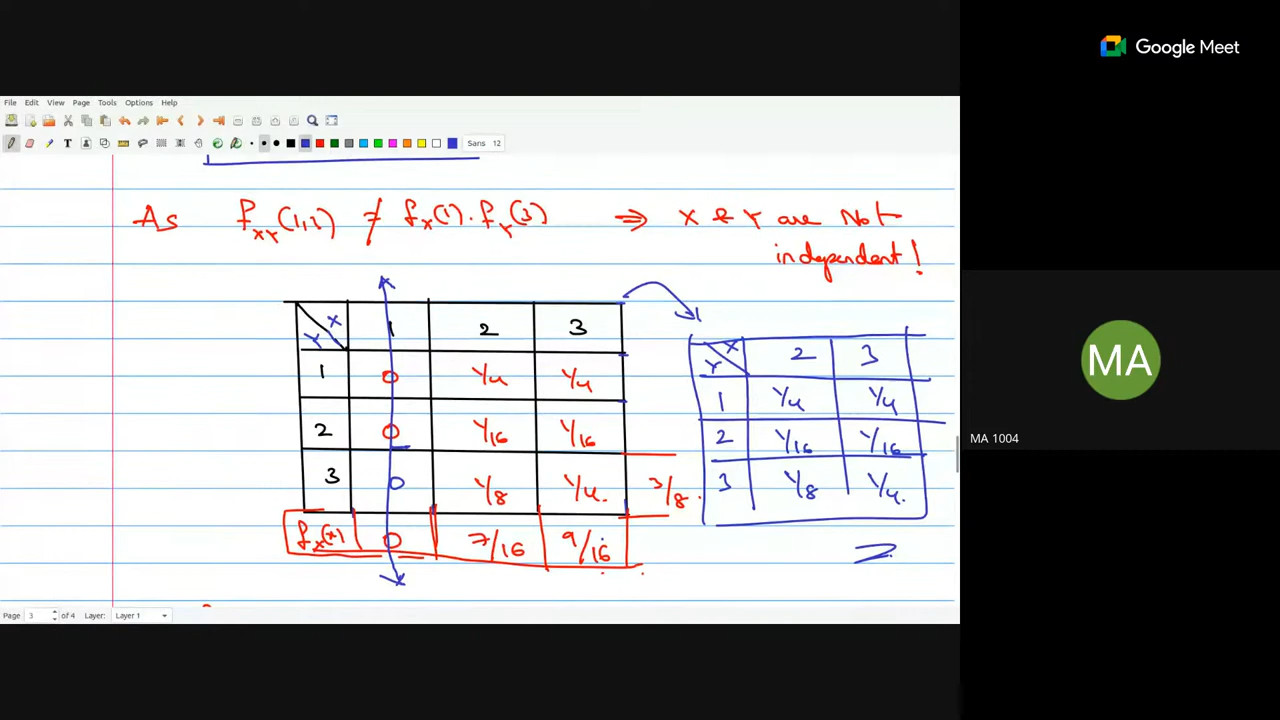 Google Meet
File Edit View Page Tools Options Help
Sans 12
As f_XY(1,3) ≠ f_X(1) · f_Y(3) ⇒ X & Y are Not
independent!
Y X 1 2 3
1 0 1/4 1/4
2 0 1/16 1/16
3 0 1/8 1/4. 3/8.
f_X(x) 0 7/16 9/16
Y X 2 3
1 1/4 1/4
2 1/16 1/16
3 1/8 1/4.
MA
MA 1004
Page 3 of 4 Layer: Layer 1